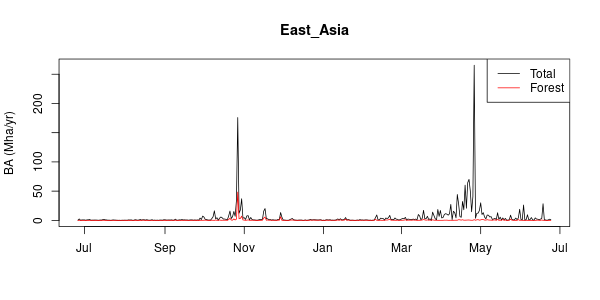 East_Asia
Total
Forest
BA (Mha/yr)
200
100
50
0
Jul Sep Nov Jan Mar May Jul